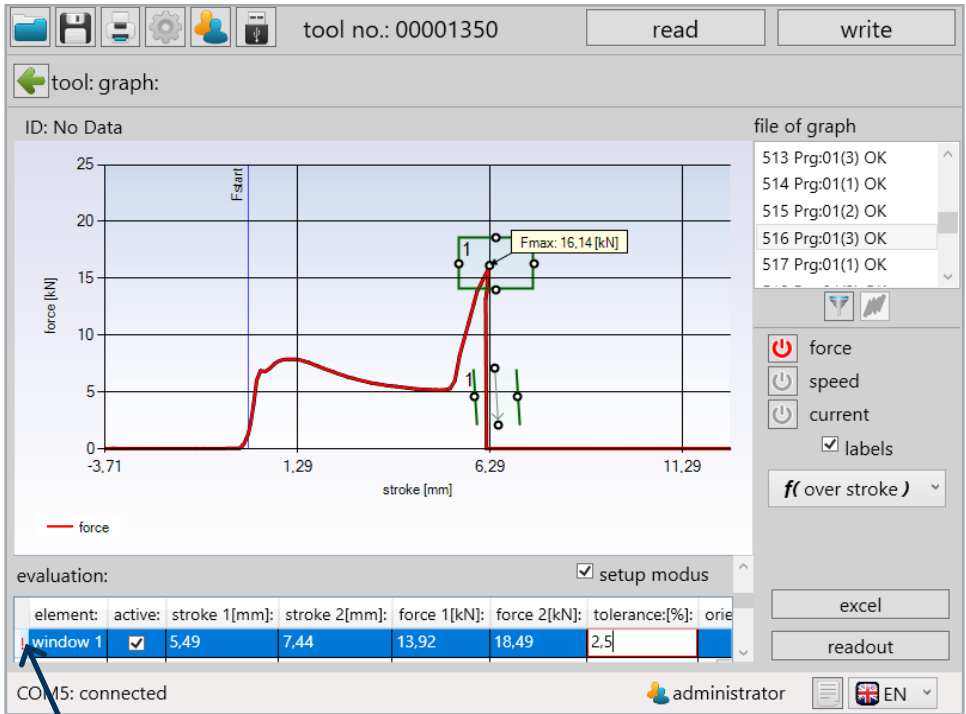 tool no.: 00001350 read write
tool: graph:
ID: No Data
file of graph
513 Prg:01(3) OK
514 Prg:01(1) OK
515 Prg:01(2) OK
516 Prg:01(3) OK
517 Prg:01(1) OK
25
20
15
10
5
0
force [kN]
Fstart
1
Fmax: 16,14 [kN]
1
-3,71 1,29 6,29 11,29
stroke [mm]
force
force
speed
current
labels
f( over stroke )
evaluation: setup modus
element: active: stroke 1[mm]: stroke 2[mm]: force 1[kN]: force 2[kN]: tolerance:[%]: orie
! window 1 5,49 7,44 13,92 18,49 2,5
excel
readout
COM5: connected administrator EN